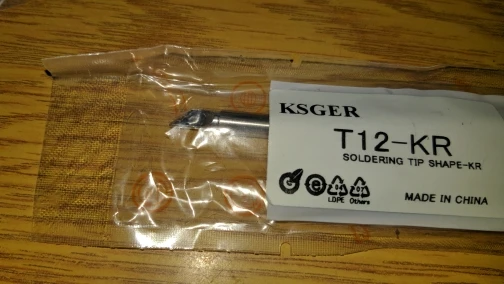 KSGER
T12-KR
SOLDERING TIP SHAPE-KR
e
LDPE Others
MADE IN CHINA